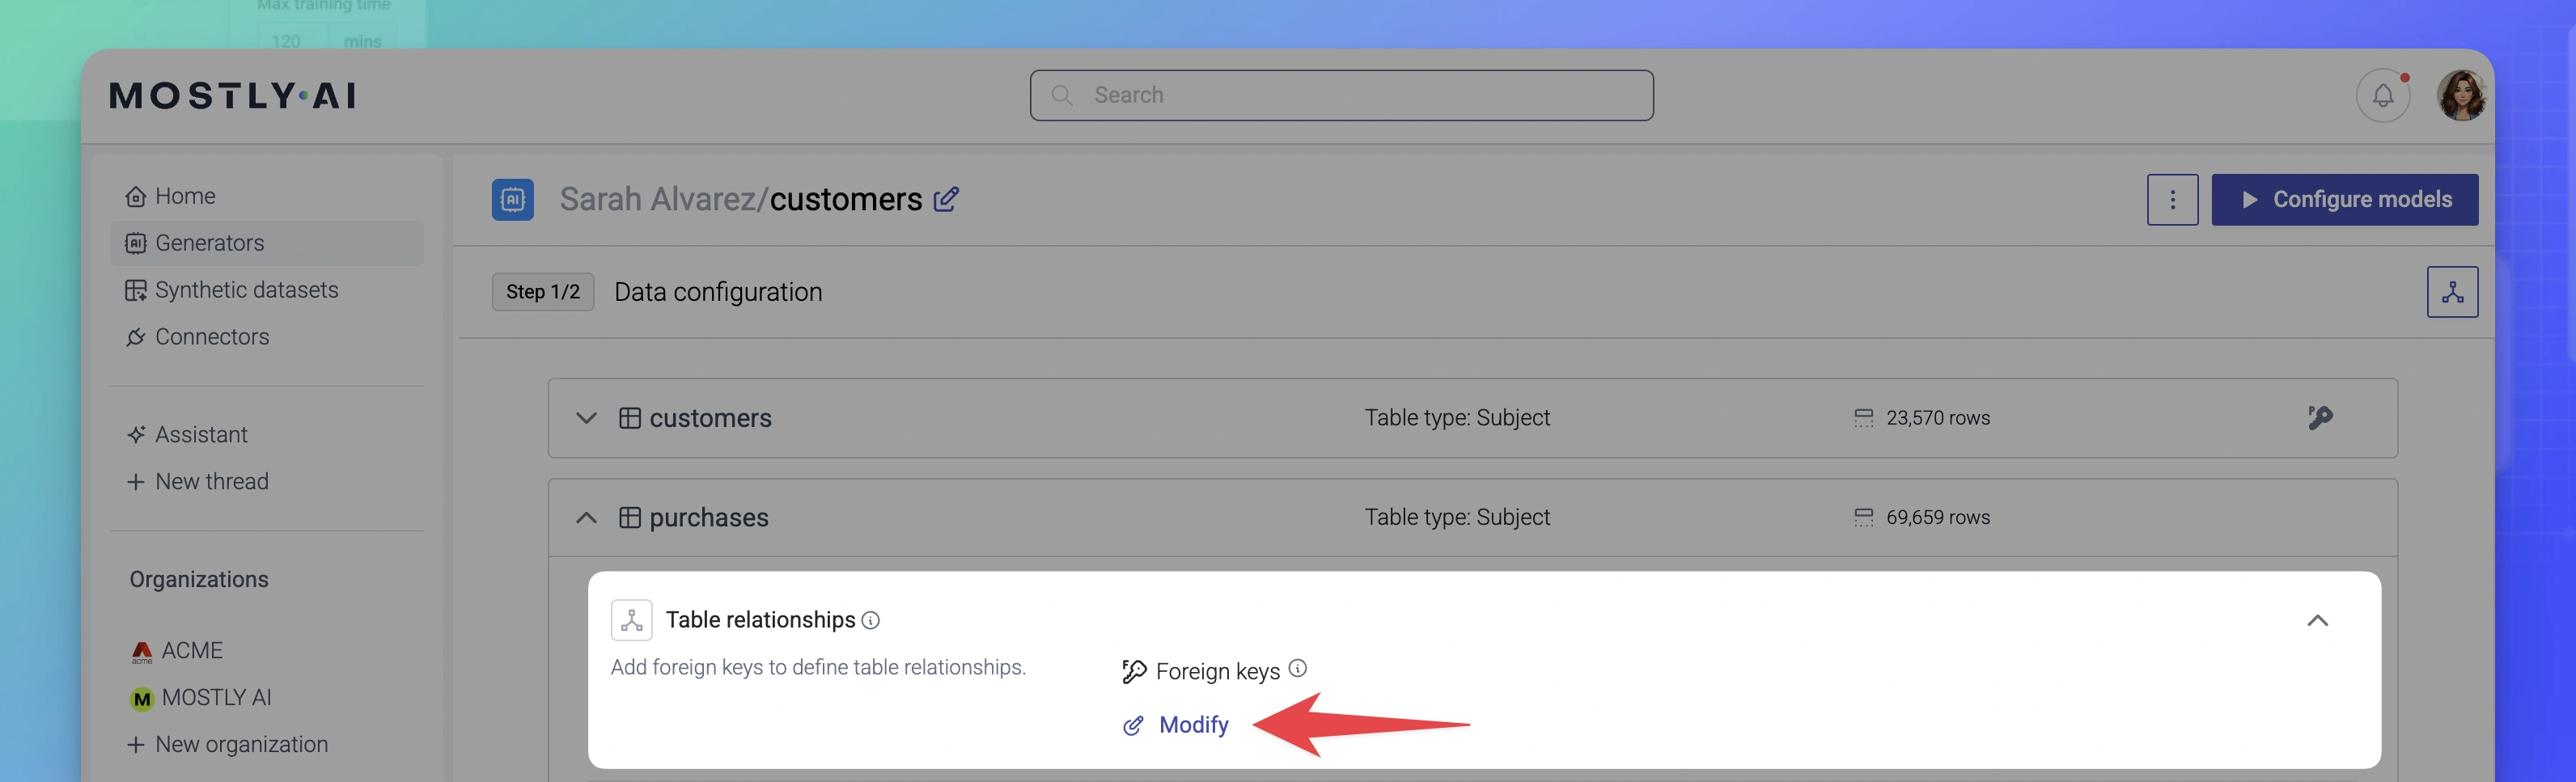 Max training time
120 mins
MOSTLY AI
Search
Home
Generators
Synthetic datasets
Connectors
Assistant
New thread
Organizations
ACME
MOSTLY AI
New organization
Sarah Alvarez/customers
Configure models
Step 1/2 Data configuration
customers Table type: Subject 23,570 rows
purchases Table type: Subject 69,659 rows
Table relationships
Add foreign keys to define table relationships.
Foreign keys
Modify